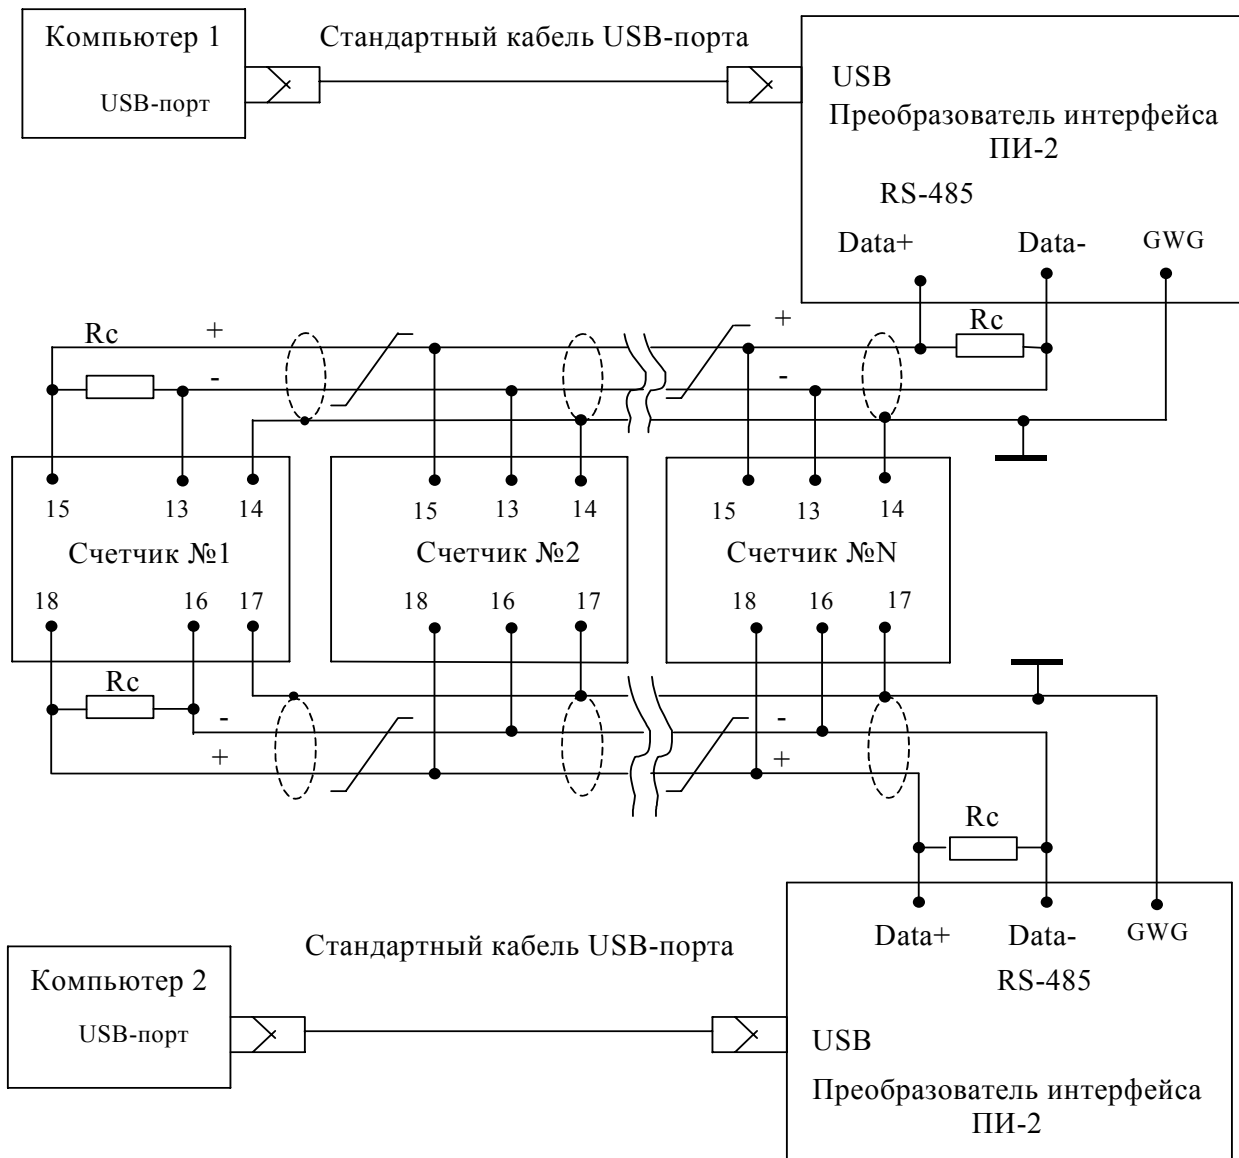 Компьютер 1
USB-порт
Стандартный кабель USB-порта
USB
Преобразователь интерфейса
ПИ-2
RS-485
Data+ Data- GWG
Rc + + Rc
- -
15 13 14 15 13 14 15 13 14
Счетчик №1 Счетчик №2 Счетчик №N
18 16 17 18 16 17 18 16 17
Rc
- -
+ +
Rc
Data+ Data- GWG
RS-485
Стандартный кабель USB-порта
Компьютер 2
USB-порт
USB
Преобразователь интерфейса
ПИ-2